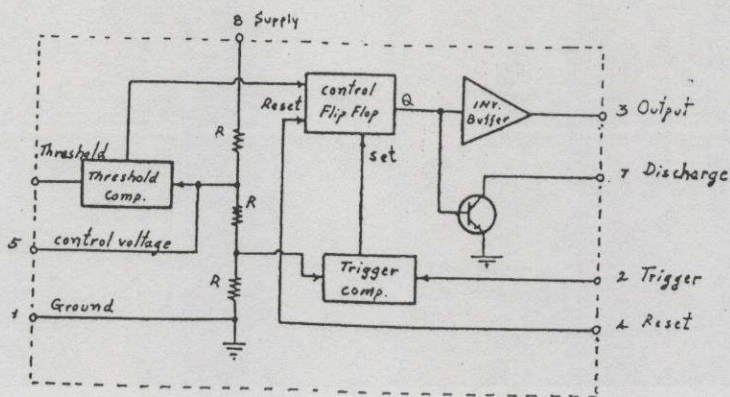 8 Supply
control
Flip Flop
Reset
Q
INV.
Buffer
3 Output
R
set
Threshold
Threshold
Comp.
7 Discharge
R
5 control voltage
Trigger
comp.
2 Trigger
R
1 Ground
4 Reset